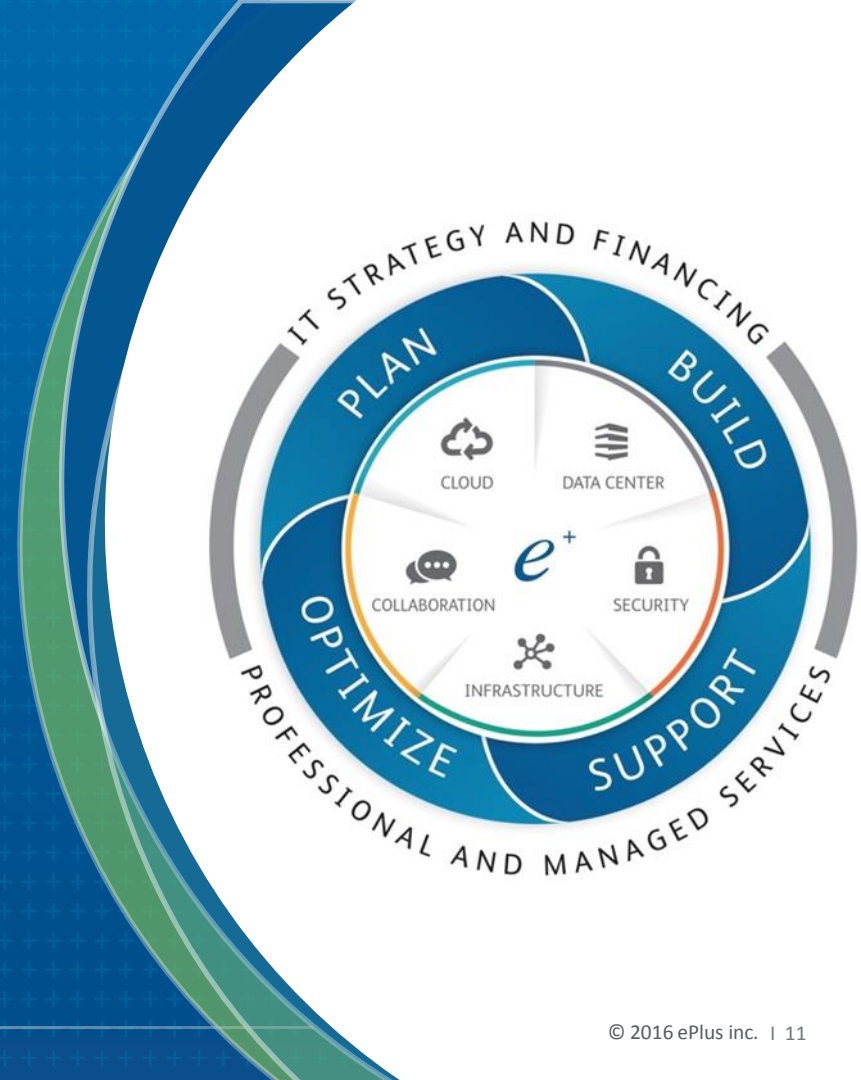 IT STRATEGY AND FINANCING
PLAN
BUILD
CLOUD
DATA CENTER
e+
COLLABORATION
SECURITY
INFRASTRUCTURE
OPTIMIZE
SUPPORT
PROFESSIONAL AND MANAGED SERVICES
© 2016 ePlus inc. | 11